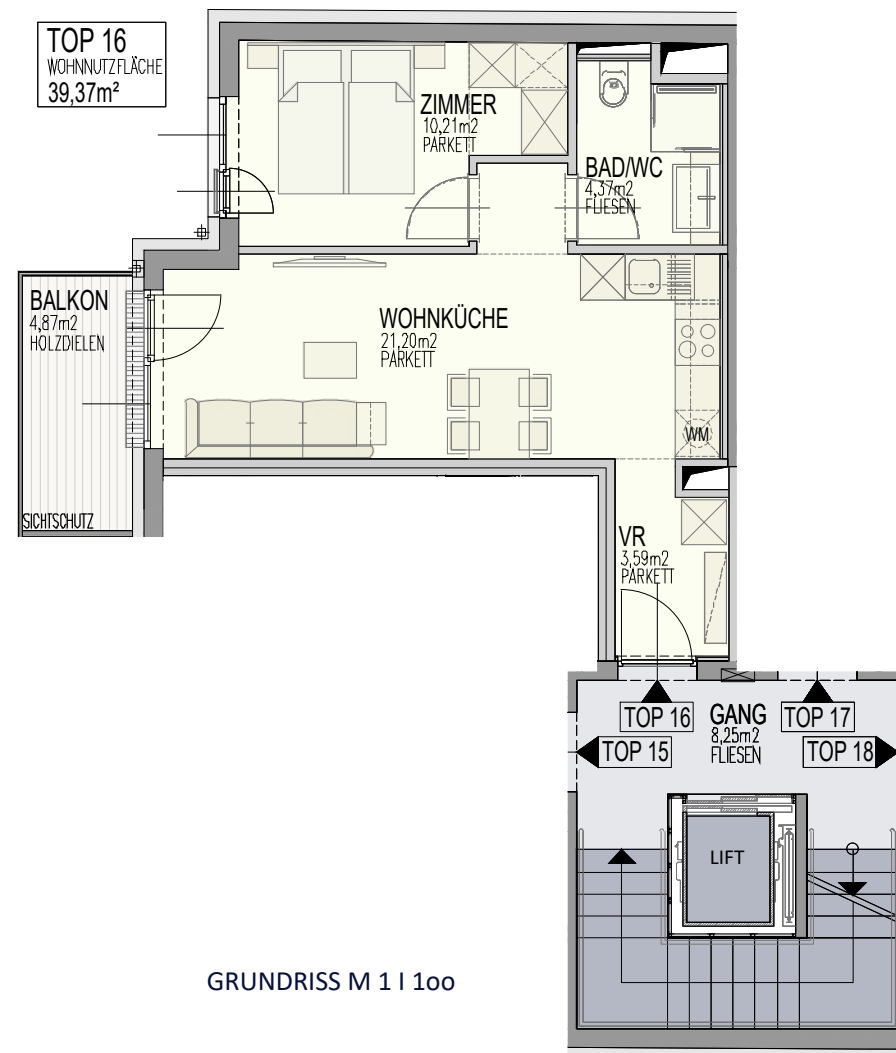 TOP 16
WOHNNUTZFLÄCHE
39,37m²
ZIMMER
10,21m2
PARKETT
BAD/WC
4,37m2
FLIESEN
BALKON
4,87m2
HOLZDIELEN
WOHNKÜCHE
21,20m2
PARKETT
WM
SICHTSCHUTZ
VR
3,59m2
PARKETT
TOP 16
GANG
8,25m2
FLIESEN
TOP 17
TOP 15
TOP 18
LIFT
GRUNDRISS M 1 I 1oo